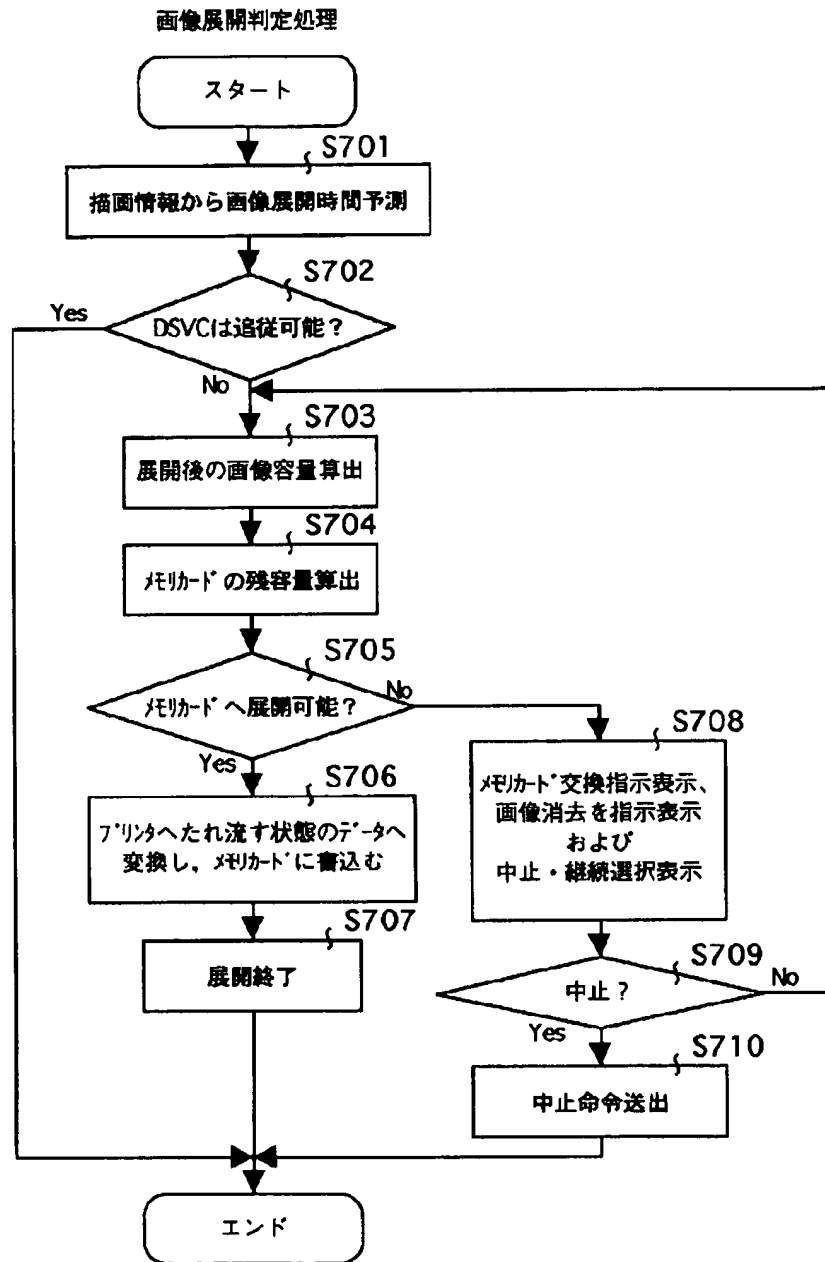 画像展開判定処理
スタート
S701
描画情報から画像展開時間予測
S702
Yes
DSVCは追従可能？
No
S703
展開後の画像容量算出
S704
ﾒﾓﾘｶｰﾄﾞの残容量算出
S705
ﾒﾓﾘｶｰﾄﾞへ展開可能？
No
Yes
S706
ﾌﾟﾘﾝﾀへたれ流す状態のﾃﾞｰﾀへ
変換し，ﾒﾓﾘｶｰﾄﾞに書込む
S707
展開終了
S708
ﾒﾓﾘｶｰﾄﾞ交換指示表示、
画像消去を指示表示
および
中止・継続選択表示
S709
中止？
No
Yes
S710
中止命令送出
エンド